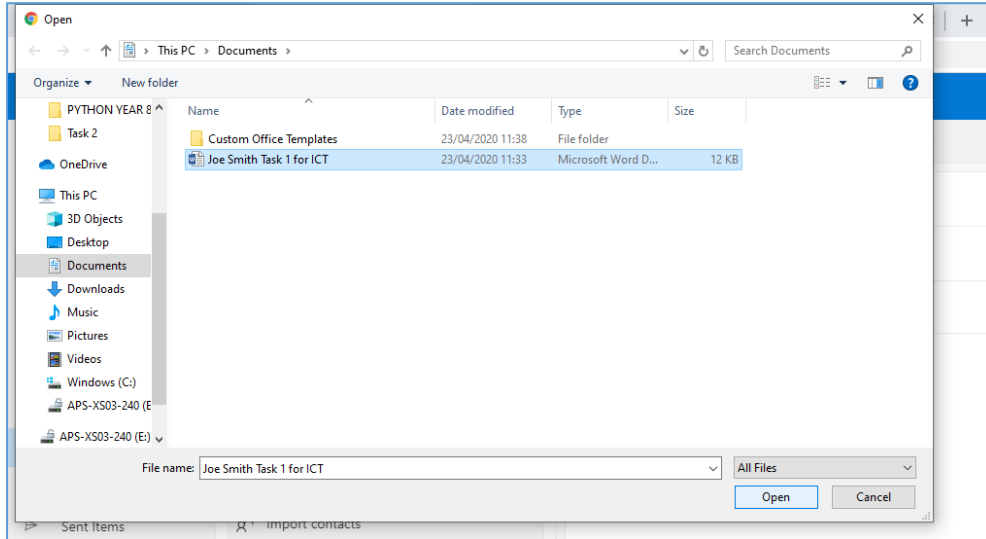 Open
This PC > Documents >
Search Documents
Organize New folder
Name Date modified Type Size
PYTHON YEAR 8
Task 2
OneDrive
This PC
3D Objects
Desktop
Documents
Downloads
Music
Pictures
Videos
Windows (C:)
APS-XS03-240 (E
APS-XS03-240 (E:)
Custom Office Templates 23/04/2020 11:38 File folder
Joe Smith Task 1 for ICT 23/04/2020 11:33 Microsoft Word D... 12 KB
File name: Joe Smith Task 1 for ICT
All Files
Open Cancel
Sent Items
Import contacts